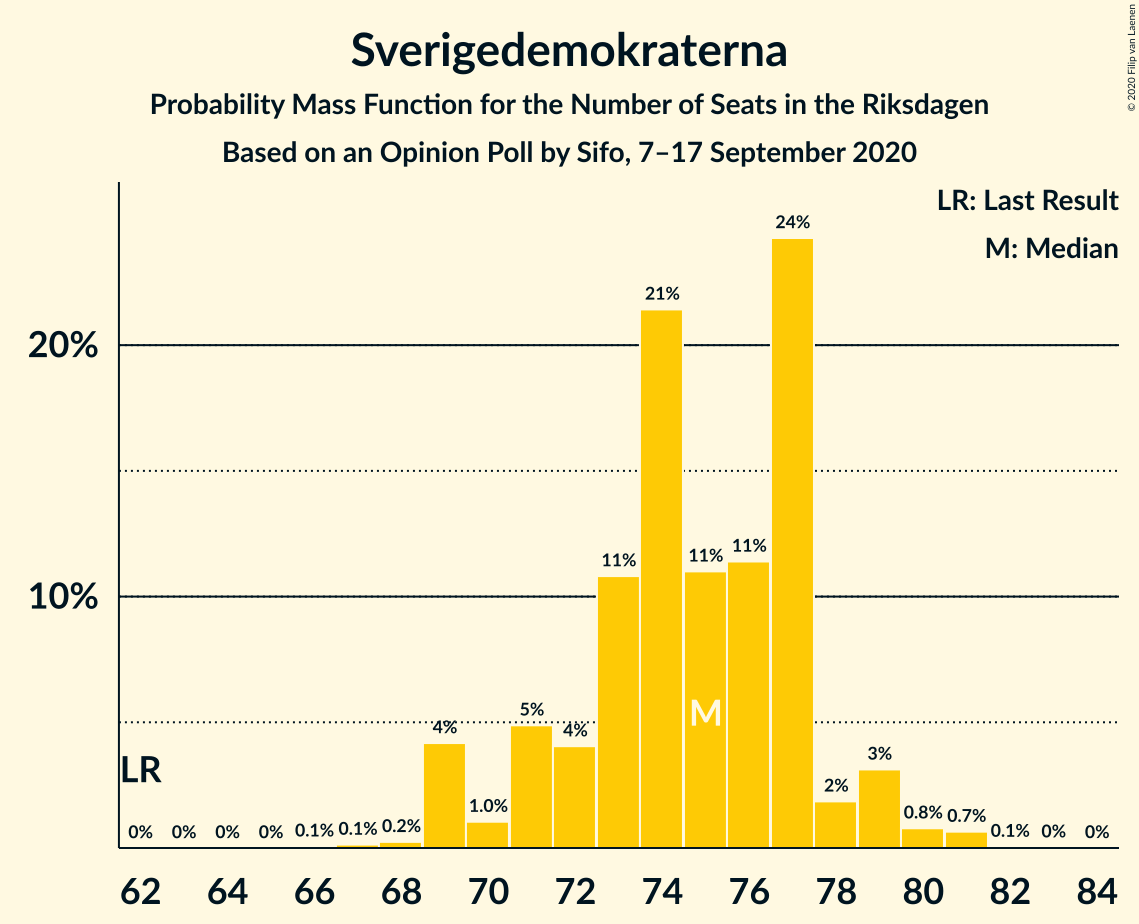 Sverigedemokraterna
Probability Mass Function for the Number of Seats in the Riksdagen
Based on an Opinion Poll by Sifo, 7–17 September 2020
© 2020 Filip van Laenen
LR: Last Result
M: Median
20%
10%
0% 0% 0% 0% 0.1% 0.1% 0.2% 4% 1.0% 5% 4% 11% 21% 11% 11% 24% 2% 3% 0.8% 0.7% 0.1% 0% 0%
LR
M
62 64 66 68 70 72 74 76 78 80 82 84